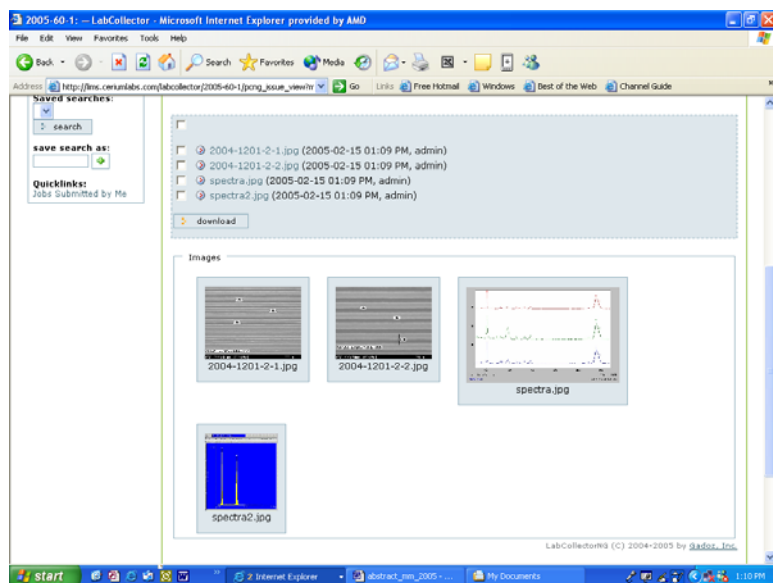 2005-60-1: -- LabCollector - Microsoft Internet Explorer provided by AMD
File Edit View Favorites Tools Help
Back Search Favorites Media
Address http://lims.ceriumlabs.com/labcollector/2005-60-1/pcng_issue_view?r Go Links Free Hotmail Windows Best of the Web Channel Guide
Saved searches:
search
save search as:
Quicklinks:
Jobs Submitted by Me
2004-1201-2-1.jpg (2005-02-15 01:09 PM, admin)
2004-1201-2-2.jpg (2005-02-15 01:09 PM, admin)
spectra.jpg (2005-02-15 01:09 PM, admin)
spectra2.jpg (2005-02-15 01:09 PM, admin)
download
Images
2004-1201-2-1.jpg
2004-1201-2-2.jpg
spectra.jpg
spectra2.jpg
LabCollectorNG (C) 2004-2005 by Gadoz, Inc.
start 2 Internet Explorer abstract_mm_2005 - ... My Documents 1:10 PM